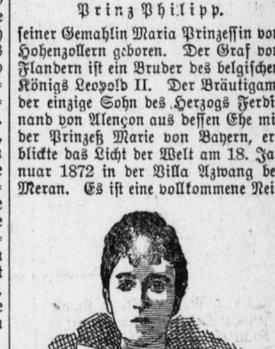 Prinz Philipp.
seiner Gemahlin Maria Prinzessin von
Hohenzollern geboren. Der Graf von
Flandern ist ein Bruder des belgischen
Königs Leopold II. Der Bräutigam
der einzige Sohn des Herzogs Ferdi
nand von Alençon aus dessen Ehe mi
der Prinzeß Marie von Bayern, er
blickte das Licht der Welt am 18. Ja
nuar 1872 in der Villa Azwang be
Meran. Es ist eine vollkommene Nei